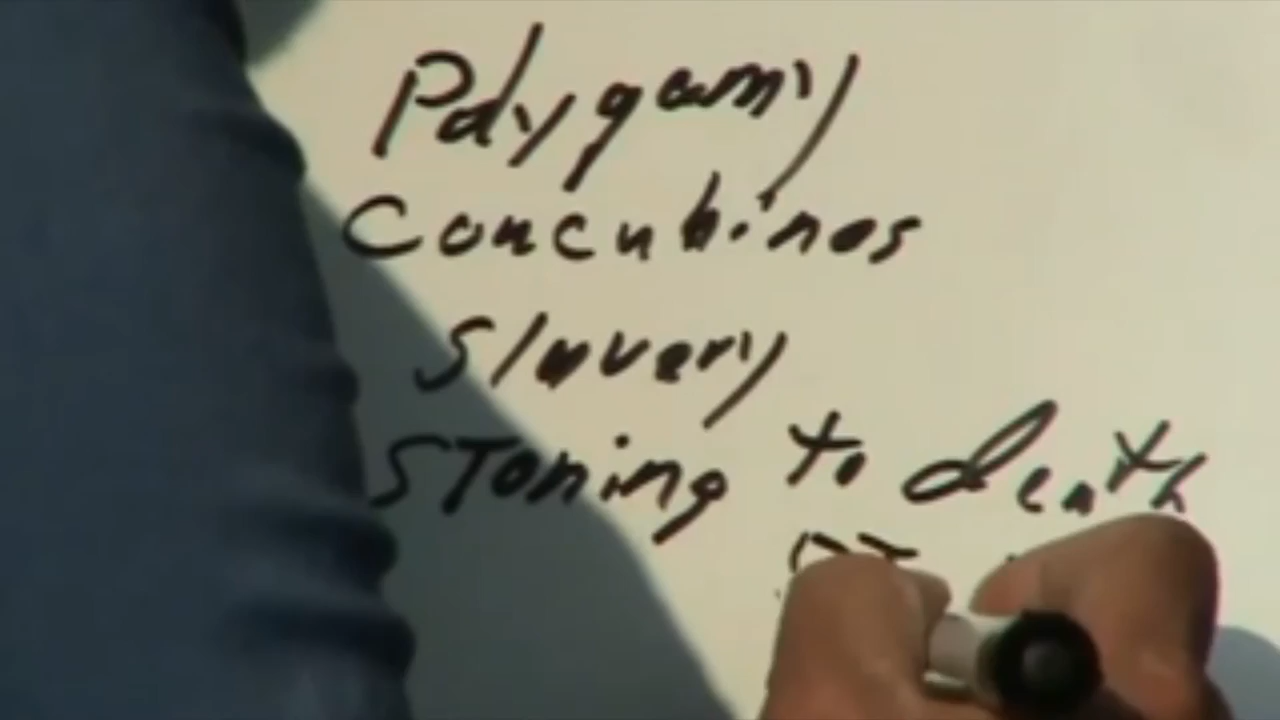 Polygamy
Concubines
Slavery
Stoning to death